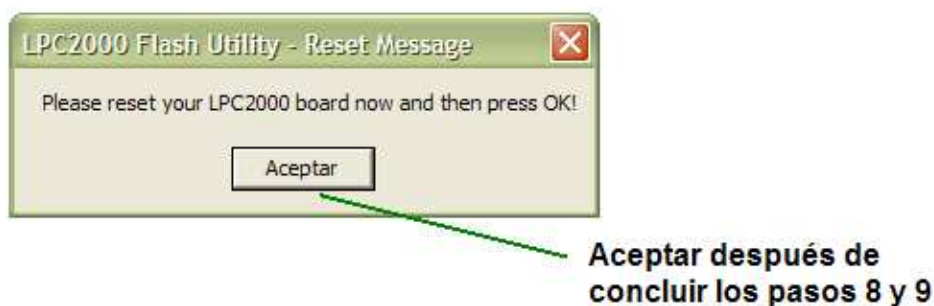 LPC2000 Flash Utility - Reset Message
Please reset your LPC2000 board now and then press OK!
Aceptar
Aceptar después de
concluir los pasos 8 y 9